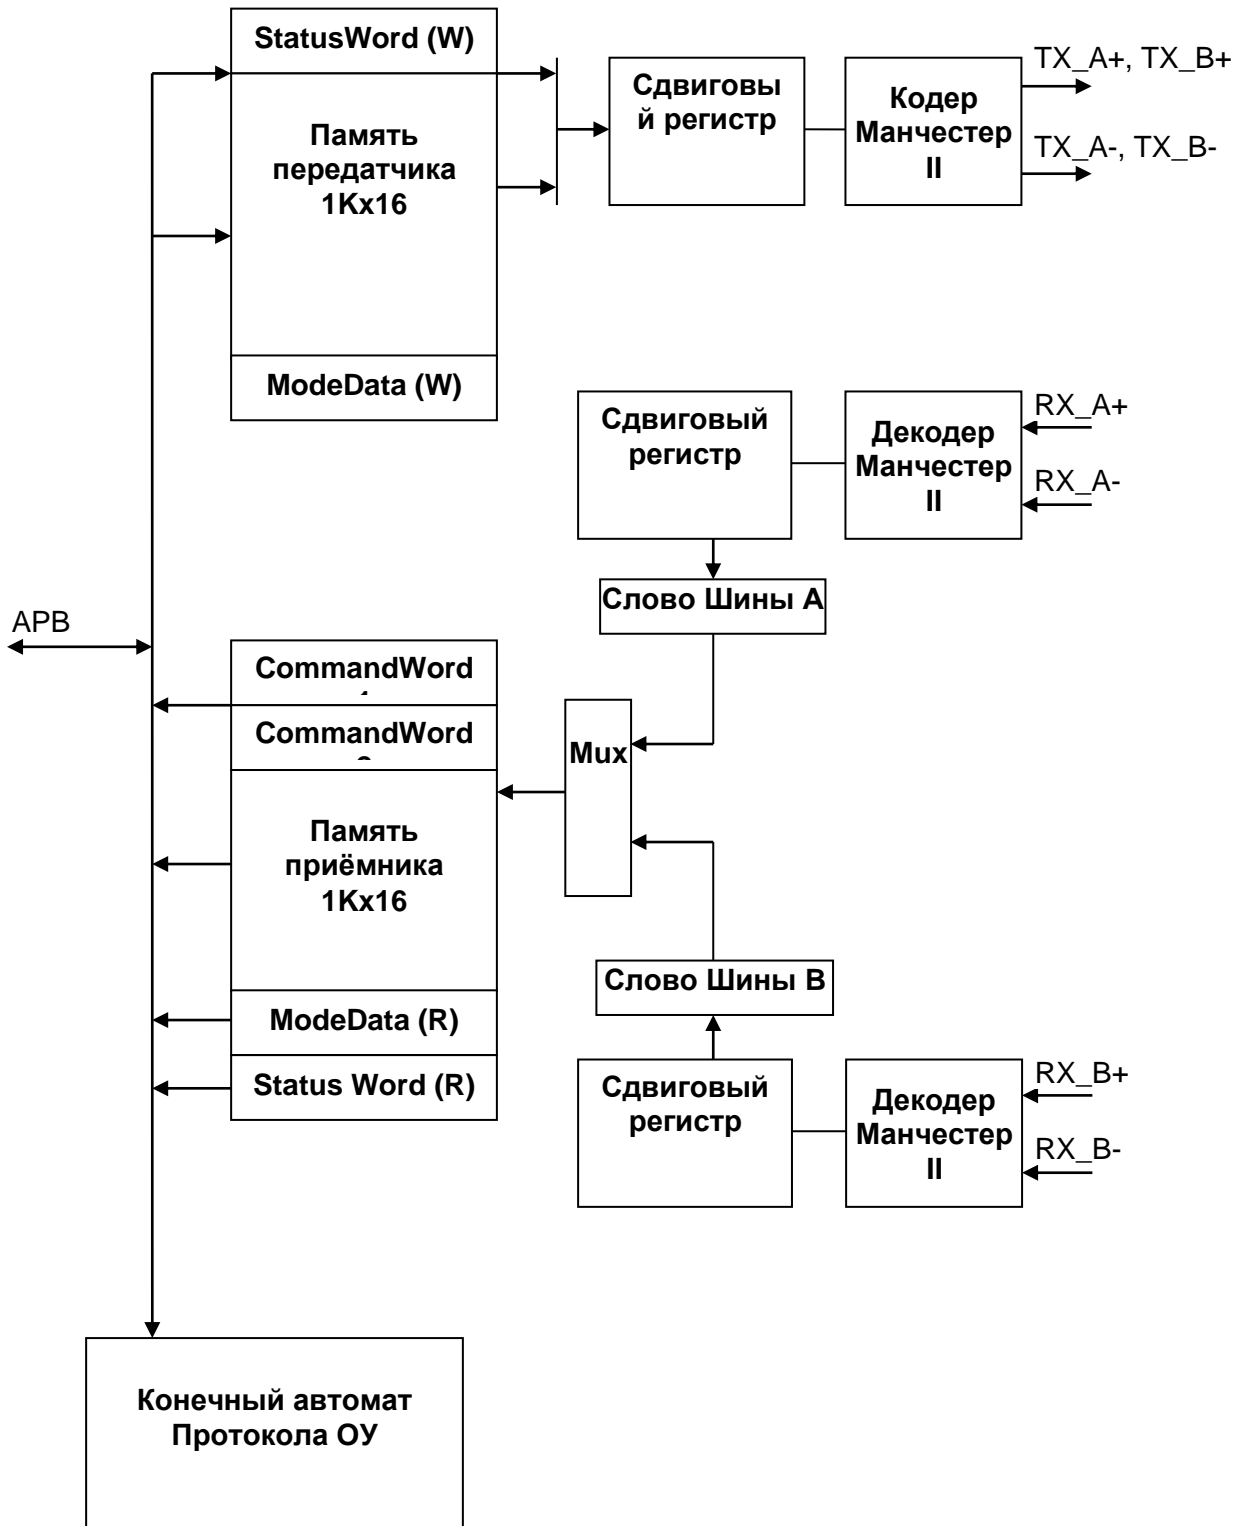 StatusWord (W)
Память
передатчика
1Kx16
ModeData (W)
Сдвиговы
й регистр
Кодер
Манчестер
II
TX_A+, TX_B+
TX_A-, TX_B-
Сдвиговый
регистр
Декодер
Манчестер
II
RX_A+
RX_A-
Слово Шины А
APB
CommandWord
CommandWord
Память
приёмника
1Kx16
ModeData (R)
Status Word (R)
Mux
Слово Шины В
Сдвиговый
регистр
Декодер
Манчестер
II
RX_B+
RX_B-
Конечный автомат
Протокола ОУ